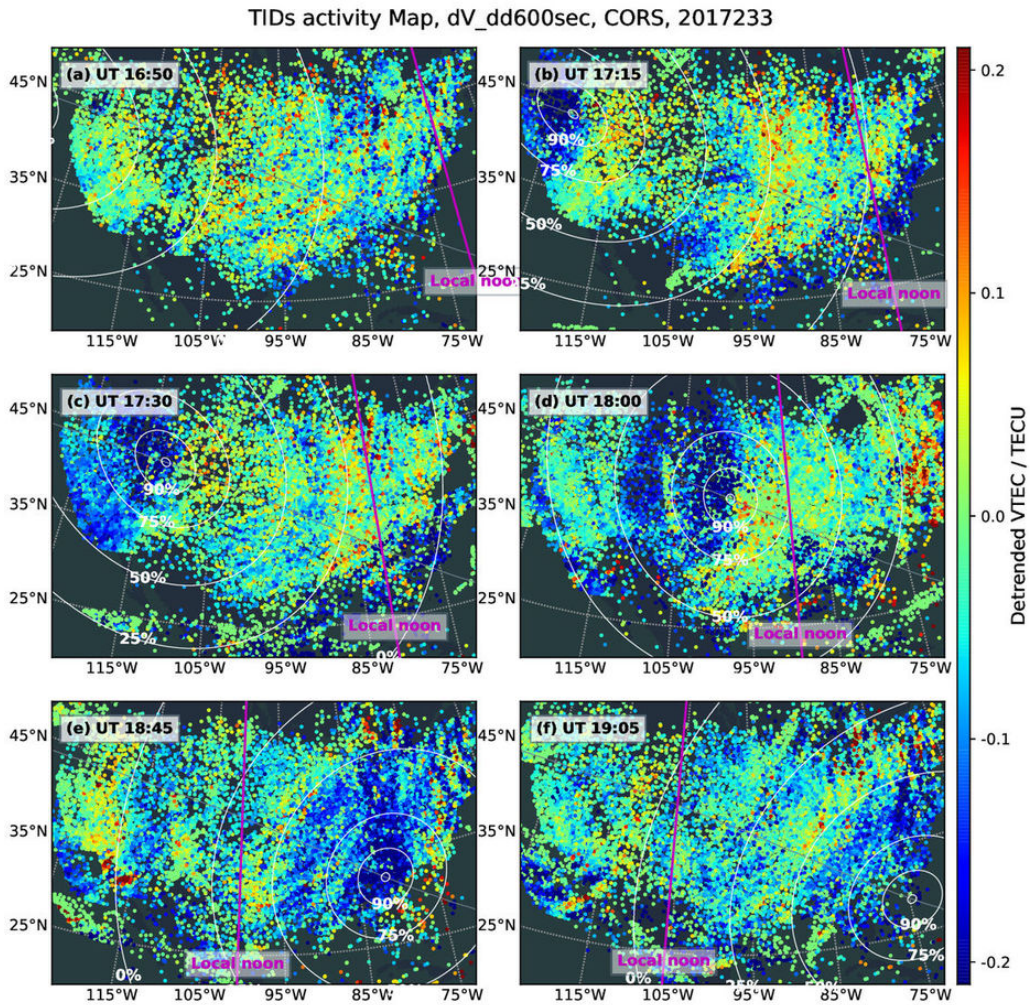 TIDs activity Map, dV_dd600sec, CORS, 2017233
(a) UT 16:50
45°N
35°N
25°N
Local noon
115°W 105°W 95°W 85°W 75°W
(b) UT 17:15
45°N
35°N
25°N
90%
75%
50%
5%
Local noon
115°W 105°W 95°W 85°W 75°W
(c) UT 17:30
45°N
35°N
25°N
90%
75%
50%
25%
0%
Local noon
115°W 105°W 95°W 85°W 75°W
(d) UT 18:00
45°N
35°N
25°N
90%
75%
50%
Local noon
115°W 105°W 95°W 85°W 75°W
(e) UT 18:45
45°N
35°N
25°N
90%
75%
0%
Local noon
115°W 105°W 95°W 85°W 75°W
(f) UT 19:05
45°N
35°N
25°N
90%
75%
50%
25%
0%
Local noon
115°W 105°W 95°W 85°W 75°W
0.2
0.1
0.0
-0.1
-0.2
Detrended VTEC / TECU